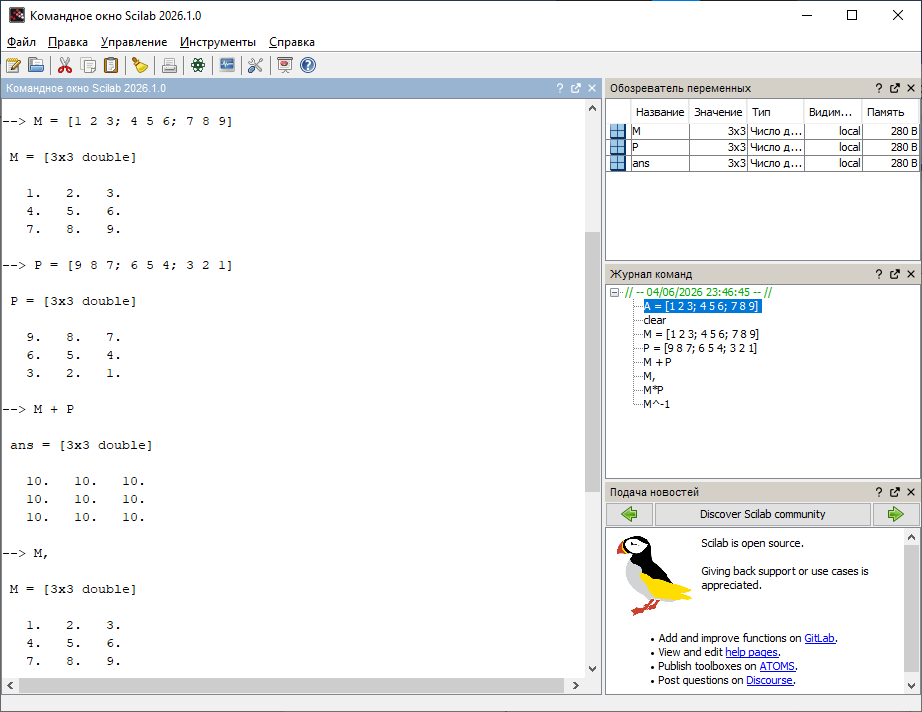 Командное окно Scilab 2026.1.0
Файл Правка Управление Инструменты Справка
Командное окно Scilab 2026.1.0
--> M = [1 2 3; 4 5 6; 7 8 9]
M = [3x3 double]
1. 2. 3.
4. 5. 6.
7. 8. 9.
--> P = [9 8 7; 6 5 4; 3 2 1]
P = [3x3 double]
9. 8. 7.
6. 5. 4.
3. 2. 1.
--> M + P
ans = [3x3 double]
10. 10. 10.
10. 10. 10.
10. 10. 10.
--> M,
M = [3x3 double]
1. 2. 3.
4. 5. 6.
7. 8. 9.
Обозреватель переменных
Название Значение Тип Видим... Память
M 3x3 Число д... local 280 B
P 3x3 Число д... local 280 B
ans 3x3 Число д... local 280 B
Журнал команд
// -- 04/06/2026 23:46:45 -- //
A = [1 2 3; 4 5 6; 7 8 9]
clear
M = [1 2 3; 4 5 6; 7 8 9]
P = [9 8 7; 6 5 4; 3 2 1]
M + P
M,
M*P
M^-1
Подача новостей
Discover Scilab community
Scilab is open source.
Giving back support or use cases is
appreciated.
• Add and improve functions on GitLab.
• View and edit help pages.
• Publish toolboxes on ATOMS.
• Post questions on Discourse.